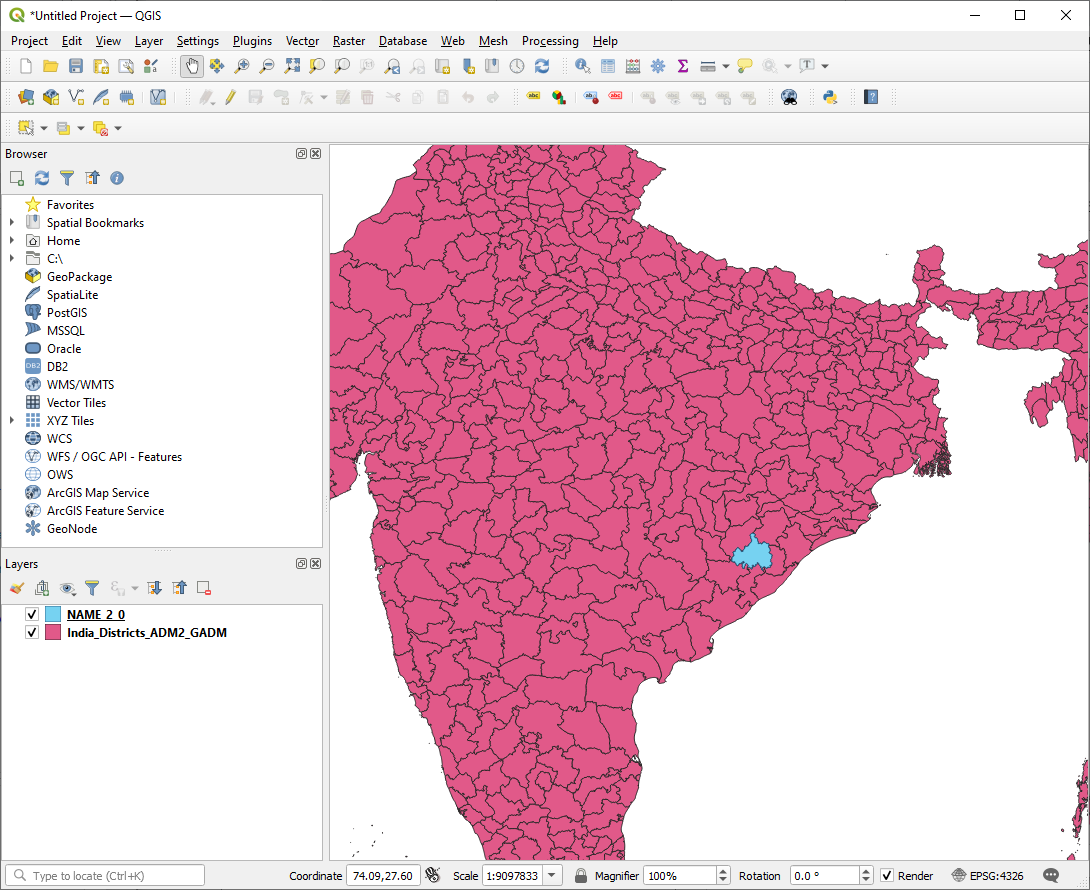 *Untitled Project — QGIS
Project Edit View Layer Settings Plugins Vector Raster Database Web Mesh Processing Help
Browser
Favorites
Spatial Bookmarks
Home
C:\
GeoPackage
SpatiaLite
PostGIS
MSSQL
Oracle
DB2
WMS/WMTS
Vector Tiles
XYZ Tiles
WCS
WFS / OGC API - Features
OWS
ArcGIS Map Service
ArcGIS Feature Service
GeoNode
Layers
NAME_2_0
India_Districts_ADM2_GADM
Type to locate (Ctrl+K) Coordinate 74.09,27.60 Scale 1:9097833 Magnifier 100% Rotation 0.0 ° Render EPSG:4326